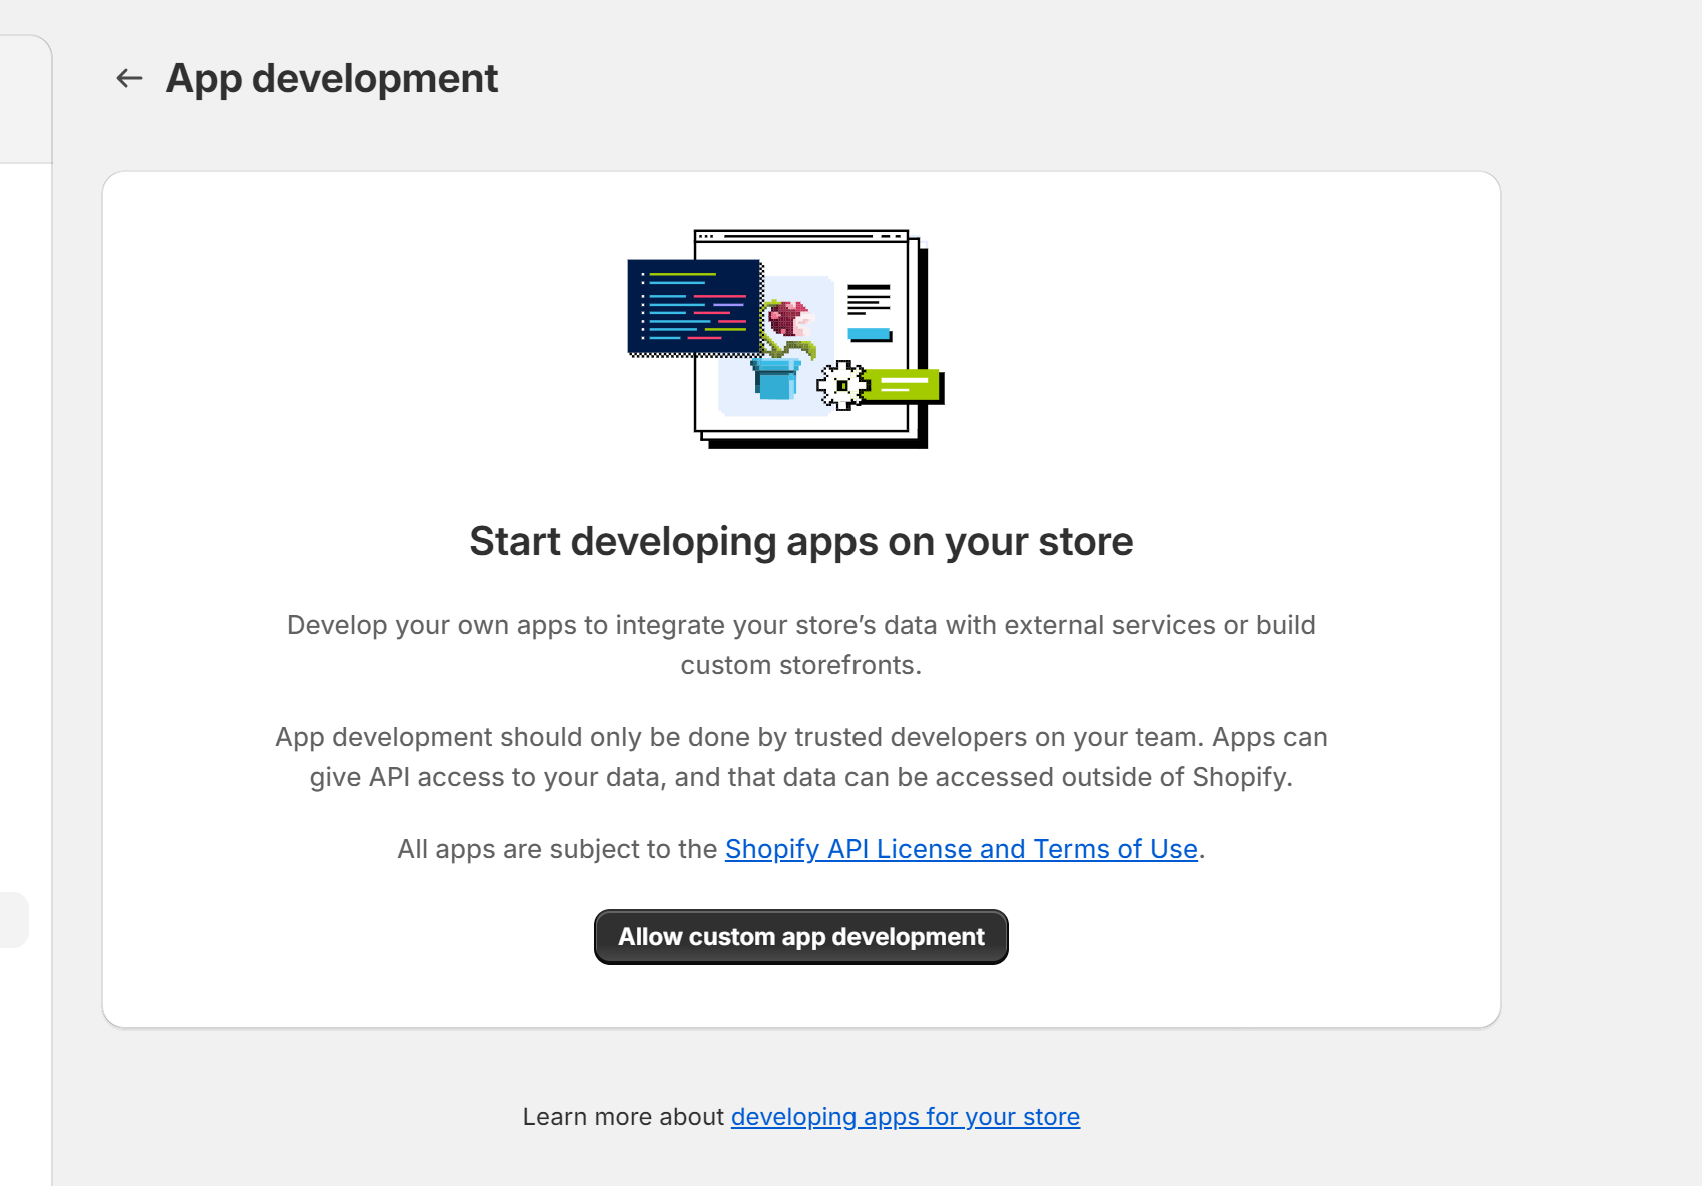 App development
Start developing apps on your store
Develop your own apps to integrate your store’s data with external services or build
custom storefronts.
App development should only be done by trusted developers on your team. Apps can
give API access to your data, and that data can be accessed outside of Shopify.
All apps are subject to the Shopify API License and Terms of Use.
Allow custom app development
Learn more about developing apps for your store